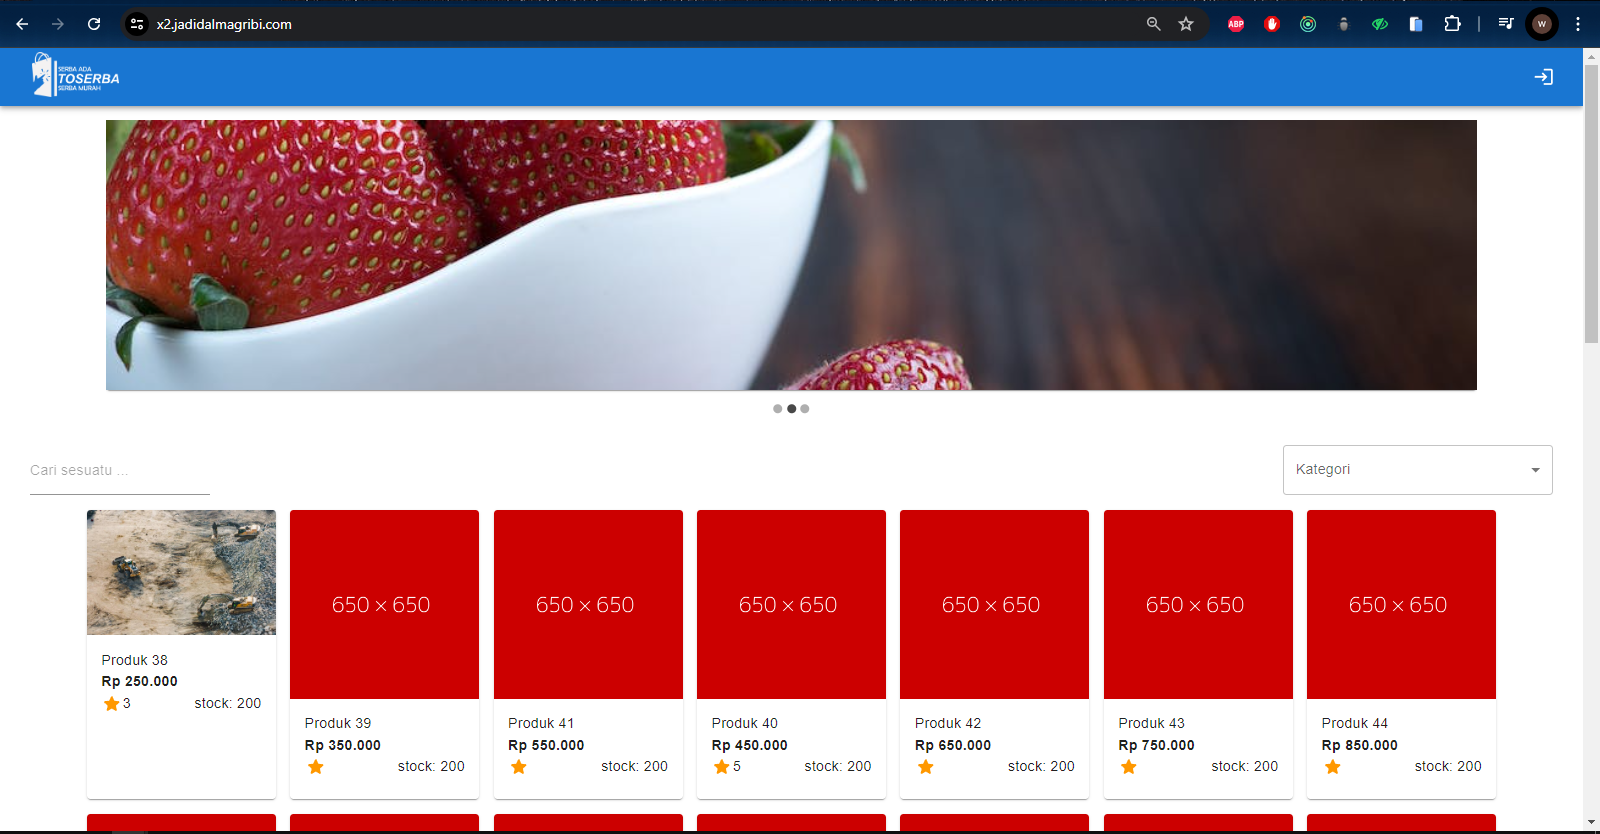 x2.jadidalmagribi.com
ABP
W
SERBA ADA
TOSERBA
SERBA MURAH
Cari sesuatu ...
Kategori
650 × 650
650 × 650
650 × 650
650 × 650
650 × 650
650 × 650
Produk 38
Rp 250.000
3 stock: 200
Produk 39
Rp 350.000
stock: 200
Produk 41
Rp 550.000
stock: 200
Produk 40
Rp 450.000
5 stock: 200
Produk 42
Rp 650.000
stock: 200
Produk 43
Rp 750.000
stock: 200
Produk 44
Rp 850.000
stock: 200